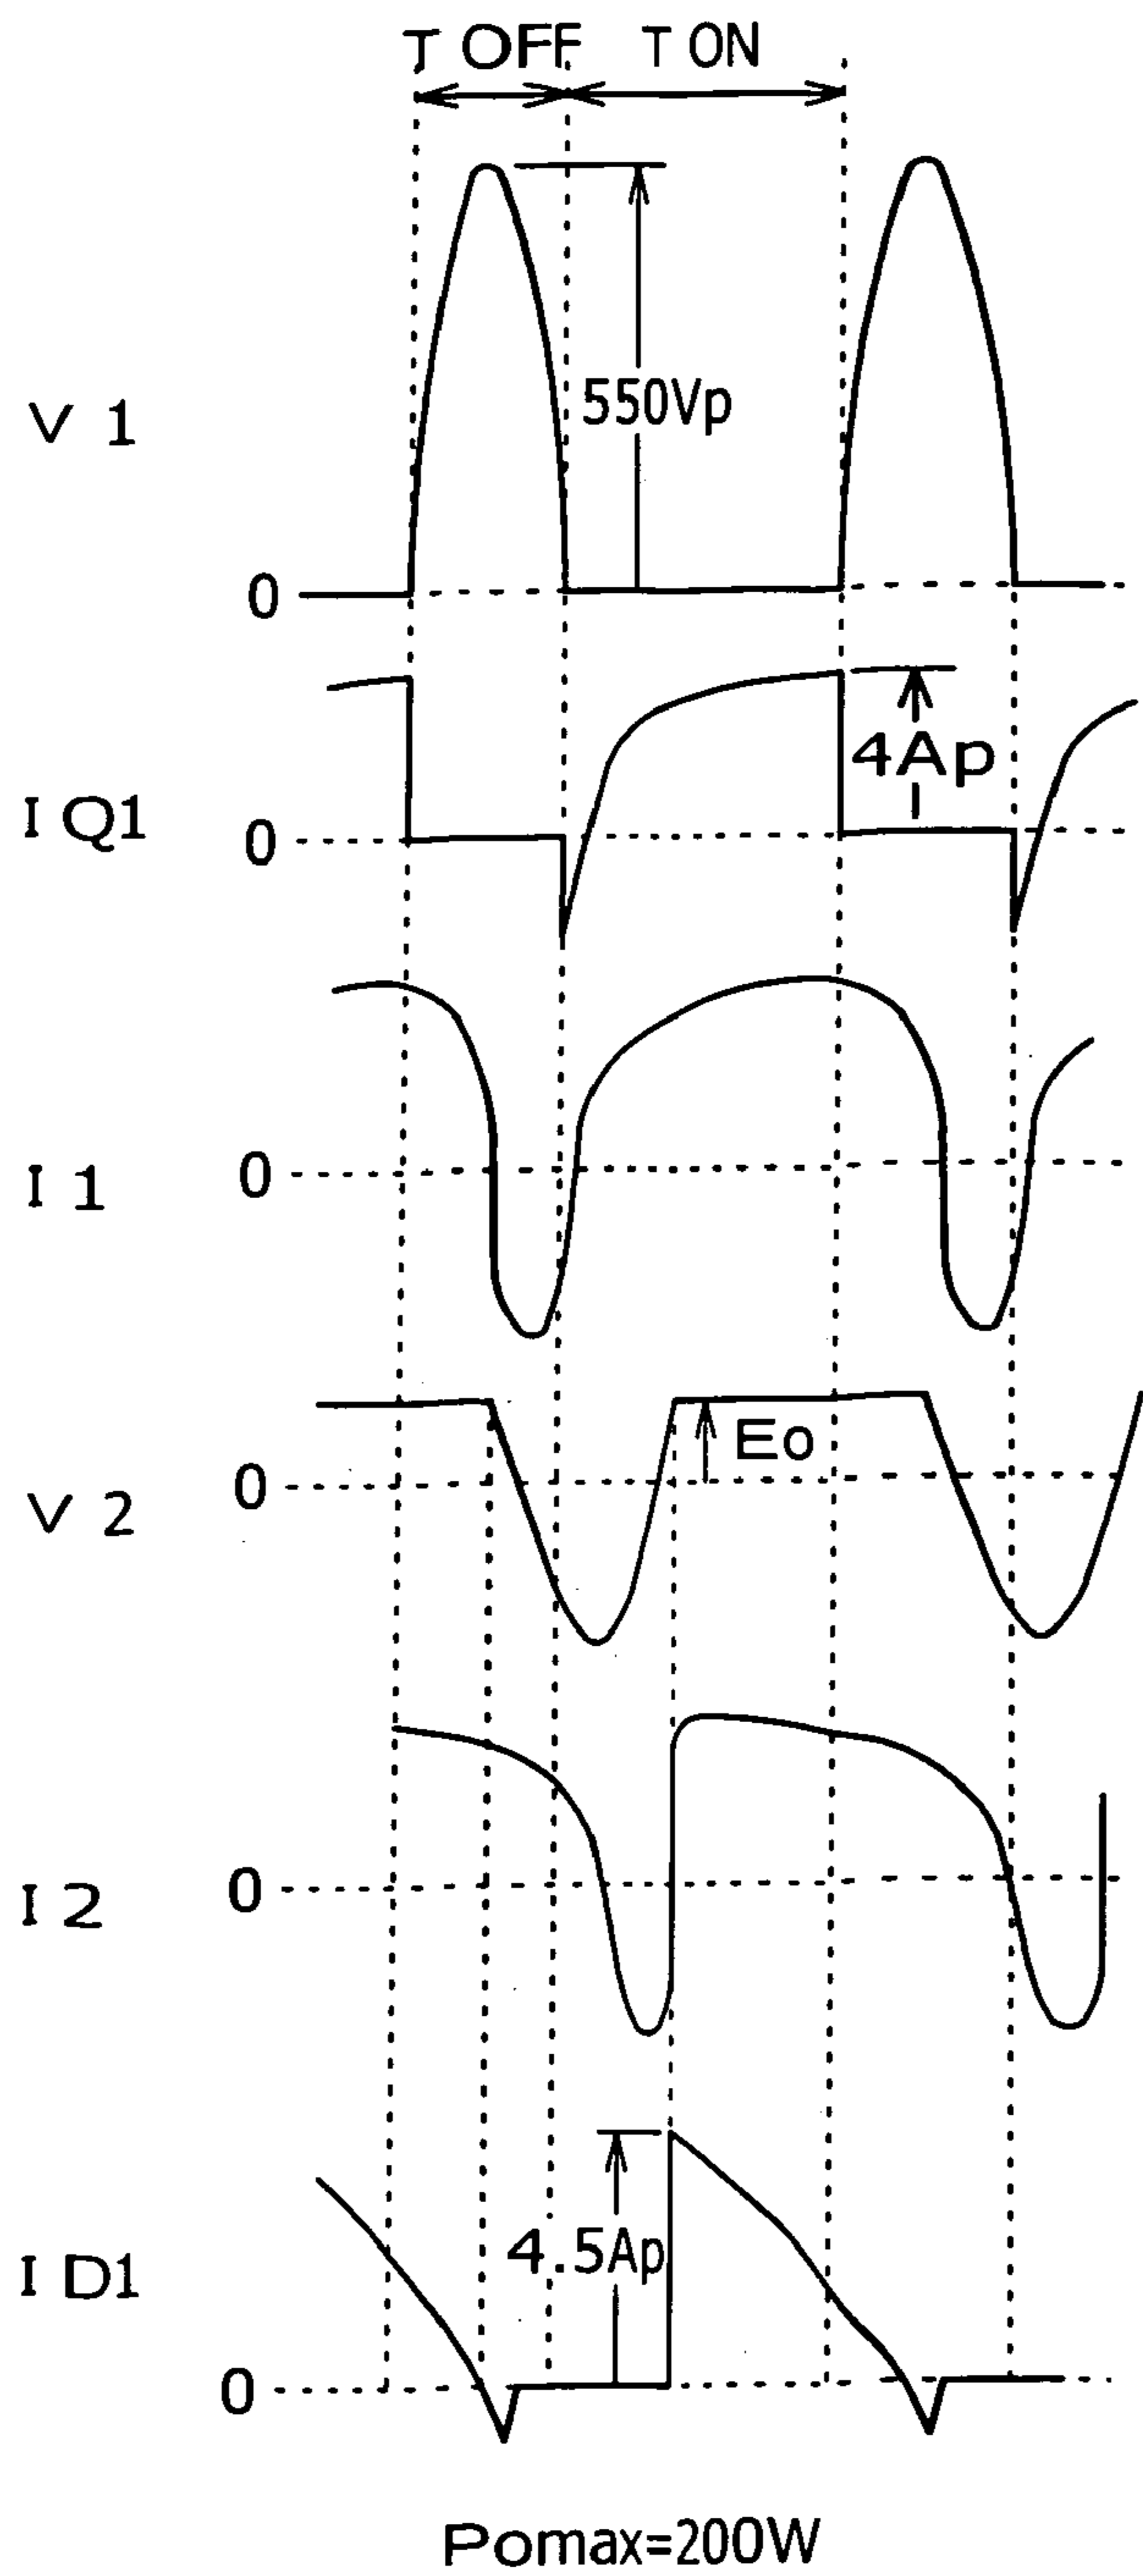 T OFF T ON
550Vp
V 1
0
4Ap
I Q1
0
I 1
0
Eo
V 2
0
I 2
0
4.5Ap
I D1
0
Pomax=200W